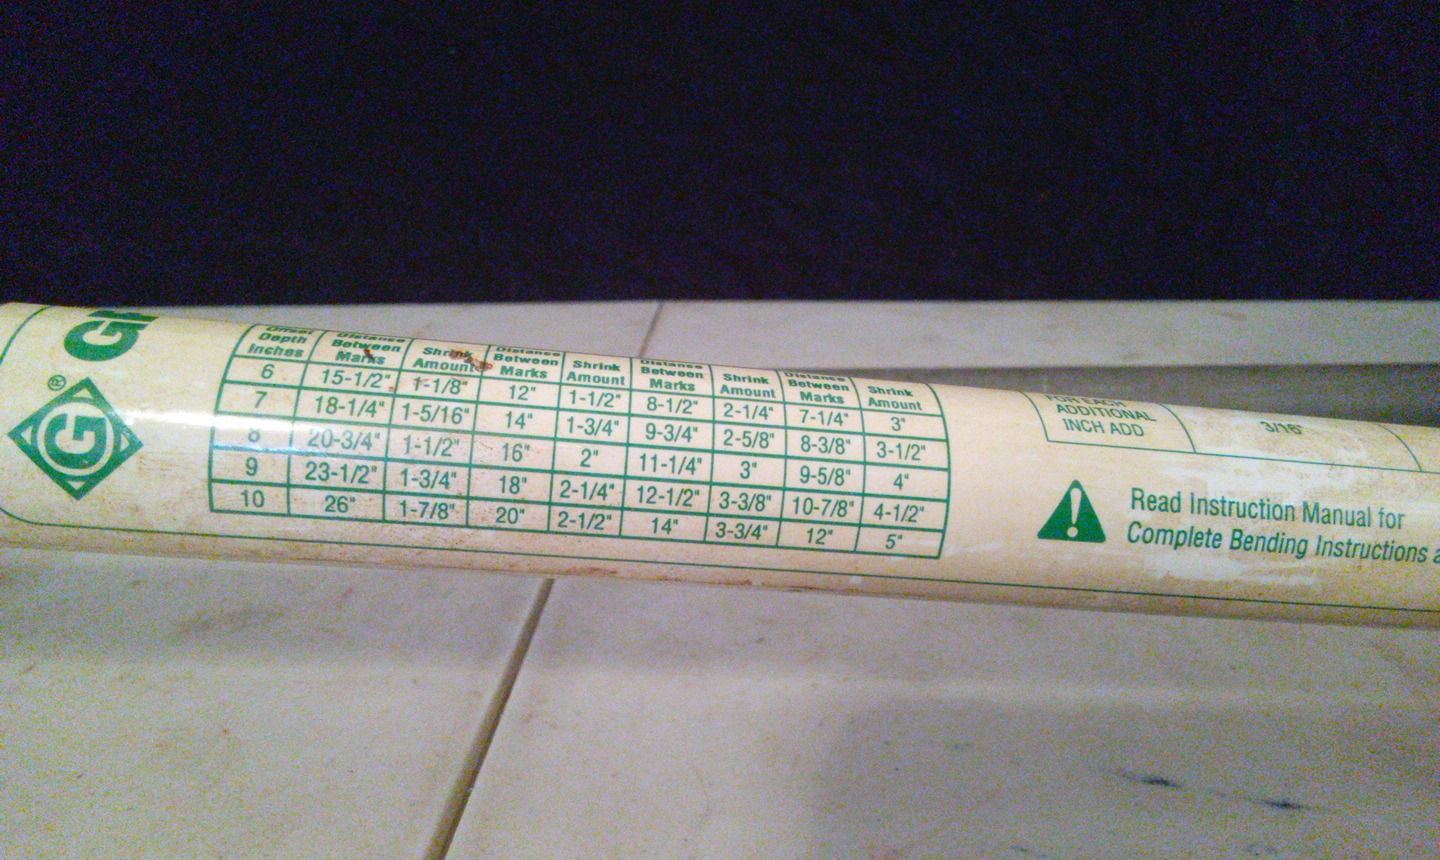 G
®
GR
Offset Depth Inches | Distance Between Marks | Shrink Amount | Distance Between Marks | Shrink Amount | Distance Between Marks | Shrink Amount | Distance Between Marks | Shrink Amount
6 | 15-1/2" | 1-1/8" | 12" | 1-1/2" | 8-1/2" | 2-1/4" | 7-1/4" | 3"
7 | 18-1/4" | 1-5/16" | 14" | 1-3/4" | 9-3/4" | 2-5/8" | 8-3/8" | 3-1/2"
8 | 20-3/4" | 1-1/2" | 16" | 2" | 11-1/4" | 3" | 9-5/8" | 4"
9 | 23-1/2" | 1-3/4" | 18" | 2-1/4" | 12-1/2" | 3-3/8" | 10-7/8" | 4-1/2"
10 | 26" | 1-7/8" | 20" | 2-1/2" | 14" | 3-3/4" | 12" | 5"
FOR EACH
ADDITIONAL
INCH ADD
3/16"
Read Instruction Manual for
Complete Bending Instructions a